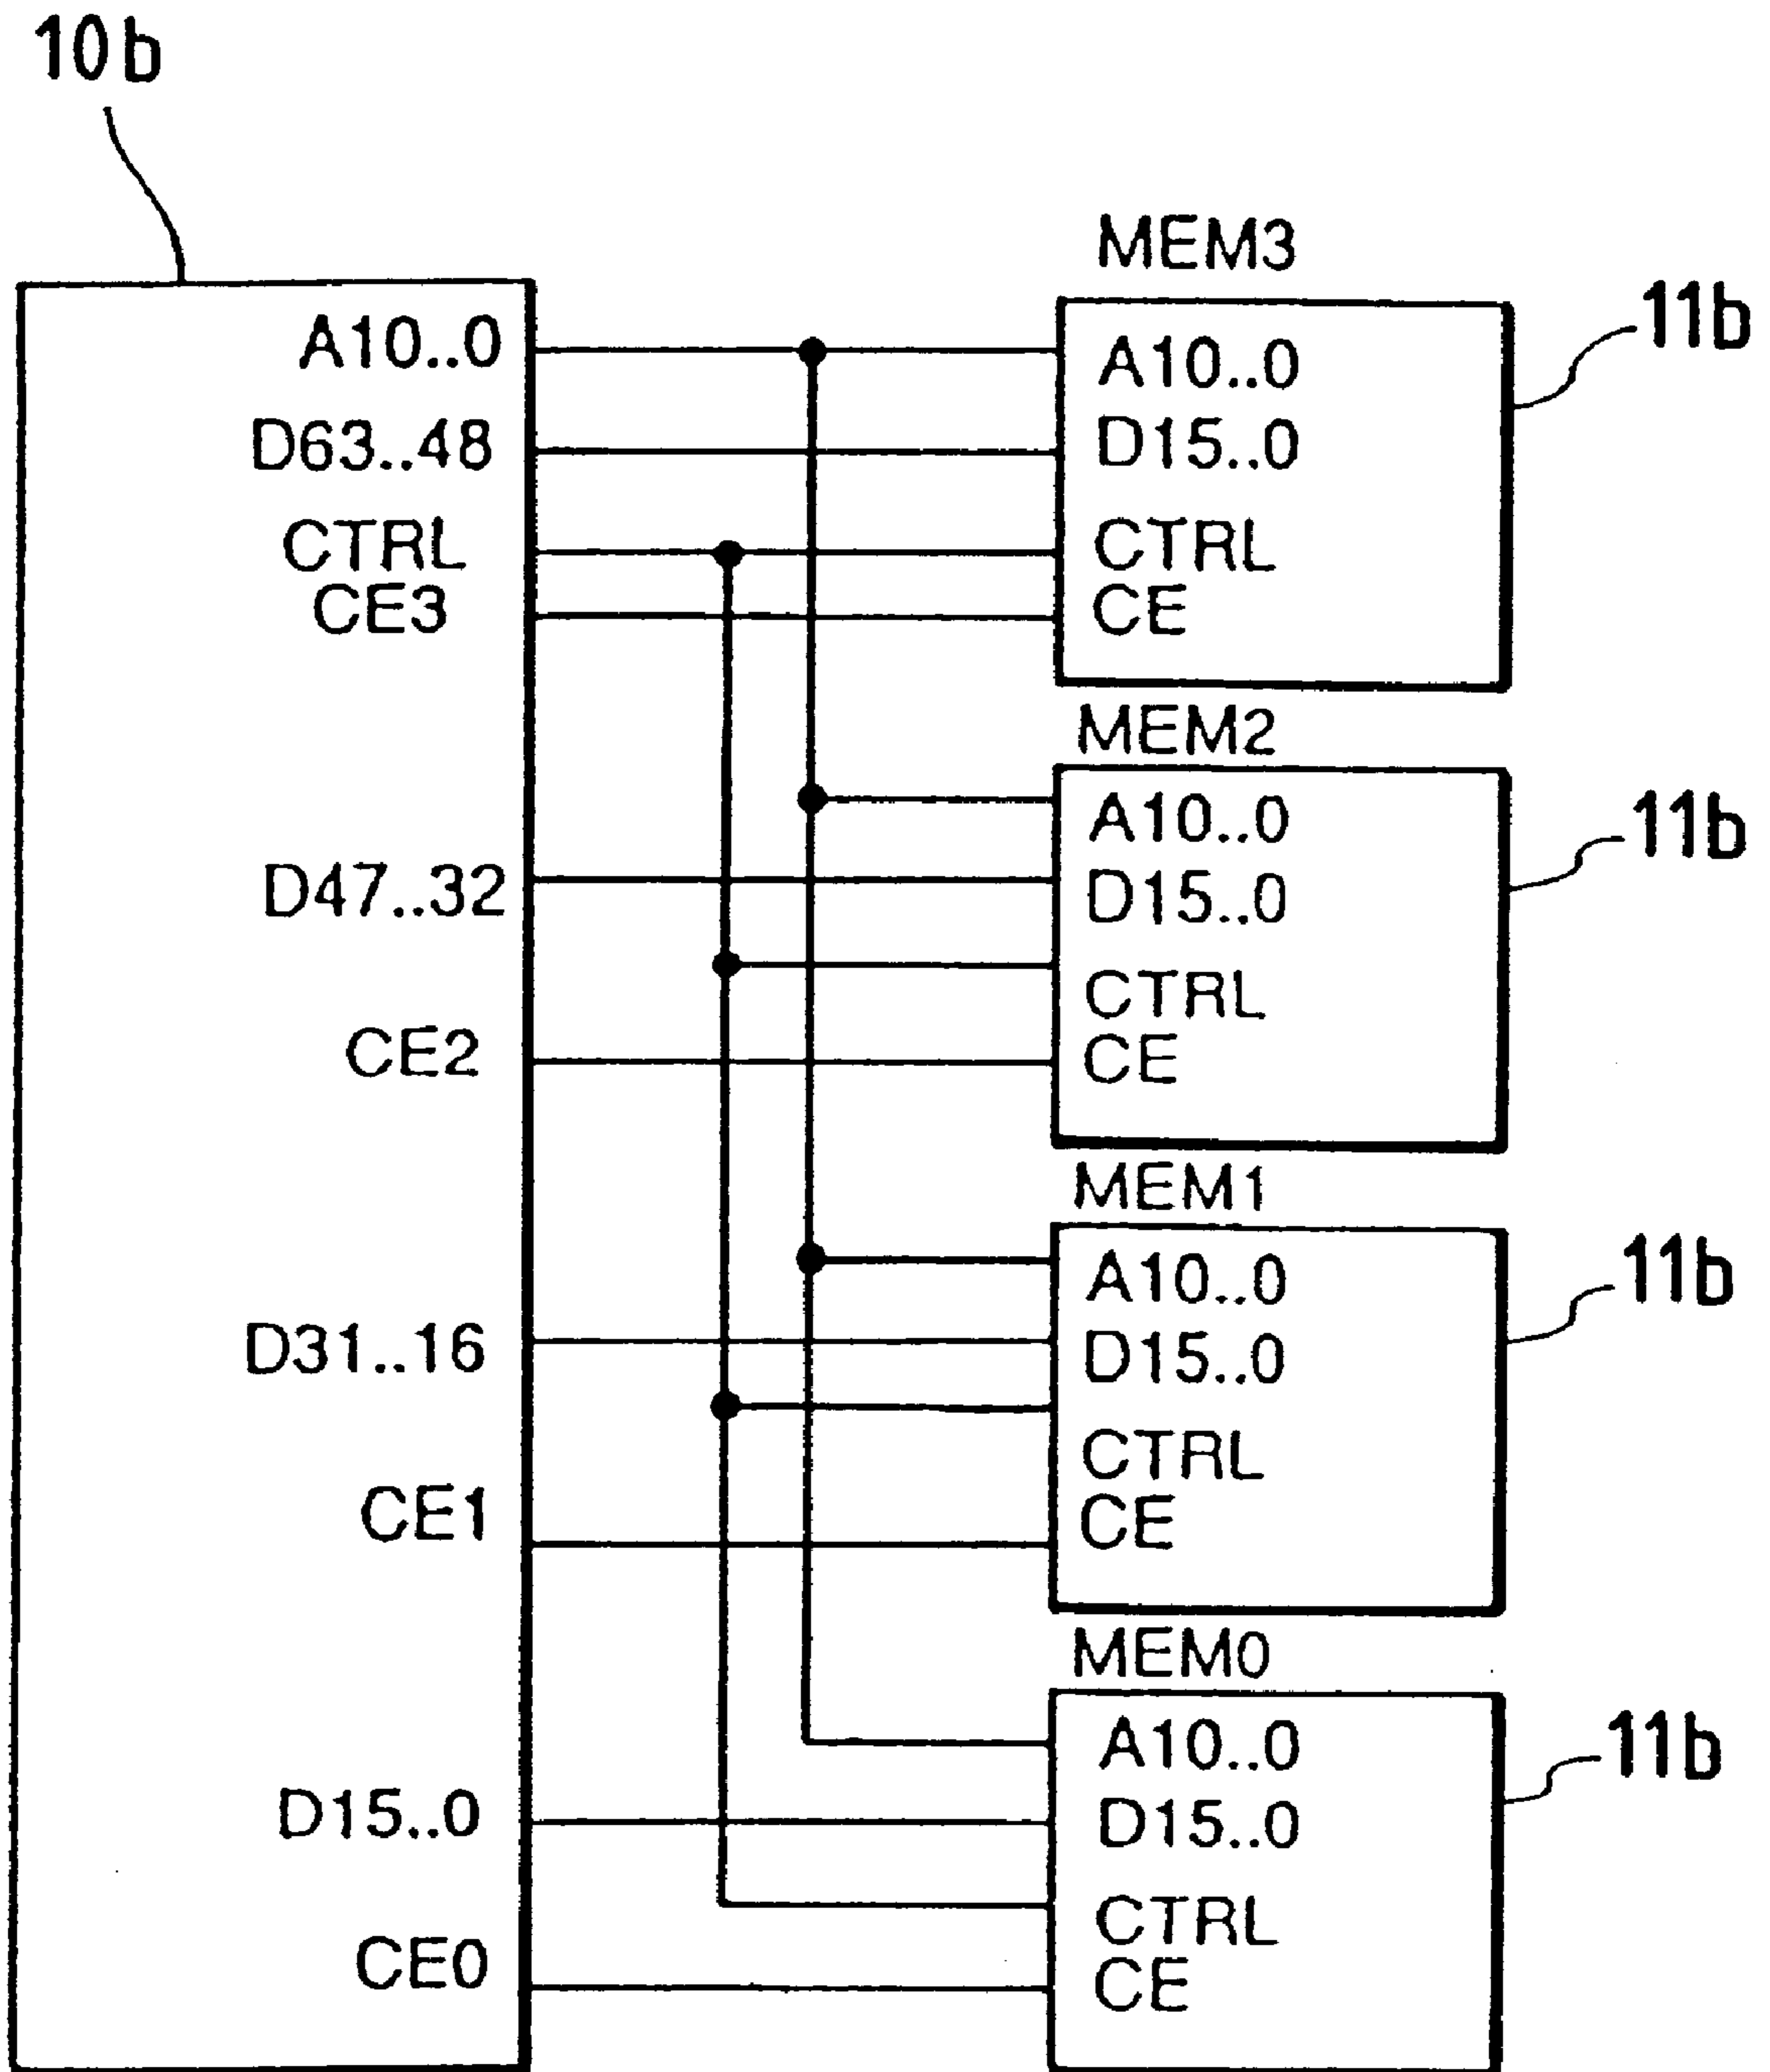 10b
A10..0
D63..48
CTRL
CE3
D47..32
CE2
D31..16
CE1
D15..0
CE0
MEM3
11b
A10..0
D15..0
CTRL
CE
MEM2
11b
A10..0
D15..0
CTRL
CE
MEM1
11b
A10..0
D15..0
CTRL
CE
MEM0
11b
A10..0
D15..0
CTRL
CE